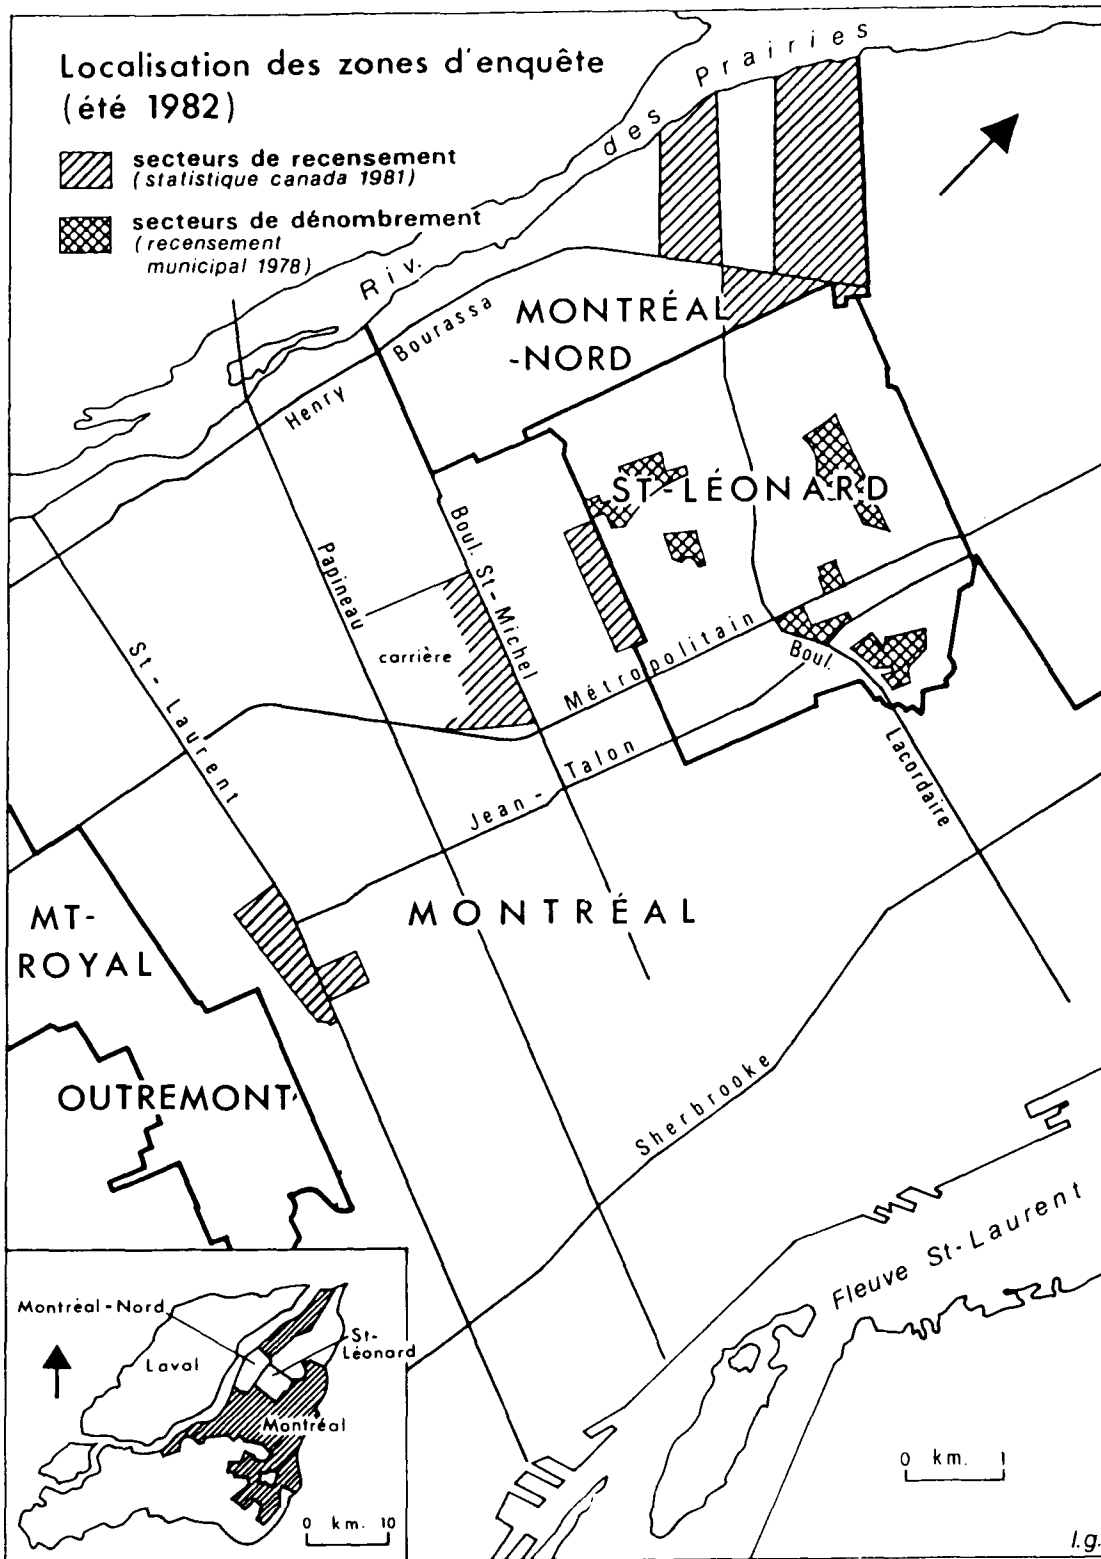 Localisation des zones d'enquête
(été 1982)
secteurs de recensement
(statistique canada 1981)
secteurs de dénombrement
(recensement
municipal 1978)
Riv. des Prairies
MONTRÉAL
-NORD
Henry Bourassa
ST-LÉONARD
Papineau
Boul. St-Michel
carrière
St-Laurent
Métropolitain
Boul. Lacordaire
Jean-Talon
MONTRÉAL
MT-
ROYAL
OUTREMONT
Sherbrooke
Fleuve St-Laurent
Montréal-Nord
St-
Léonard
Laval
Montréal
0 km. 10
0 km. 1
l.g.